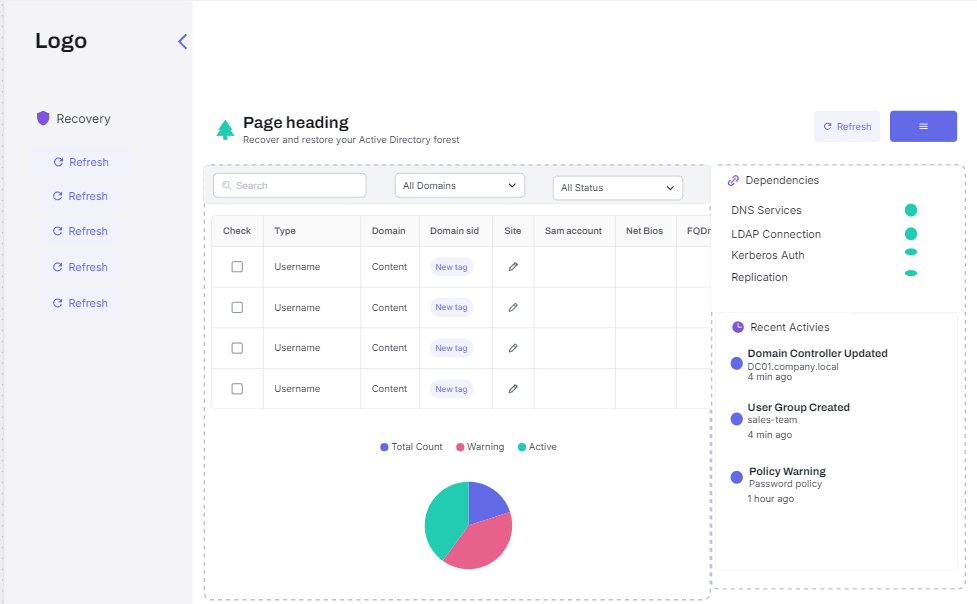 Logo
Recovery
Refresh
Refresh
Refresh
Refresh
Refresh
Page heading
Recover and restore your Active Directory forest
Refresh
Search
All Domains
All Status
Check Type Domain Domain sid Site Sam account Net Bios FQDn
Username Content New tag
Username Content New tag
Username Content New tag
Username Content New tag
Total Count Warning Active
Dependencies
DNS Services
LDAP Connection
Kerberos Auth
Replication
Recent Activies
Domain Controller Updated
DC01.company.local
4 min ago
User Group Created
sales-team
4 min ago
Policy Warning
Password policy
1 hour ago